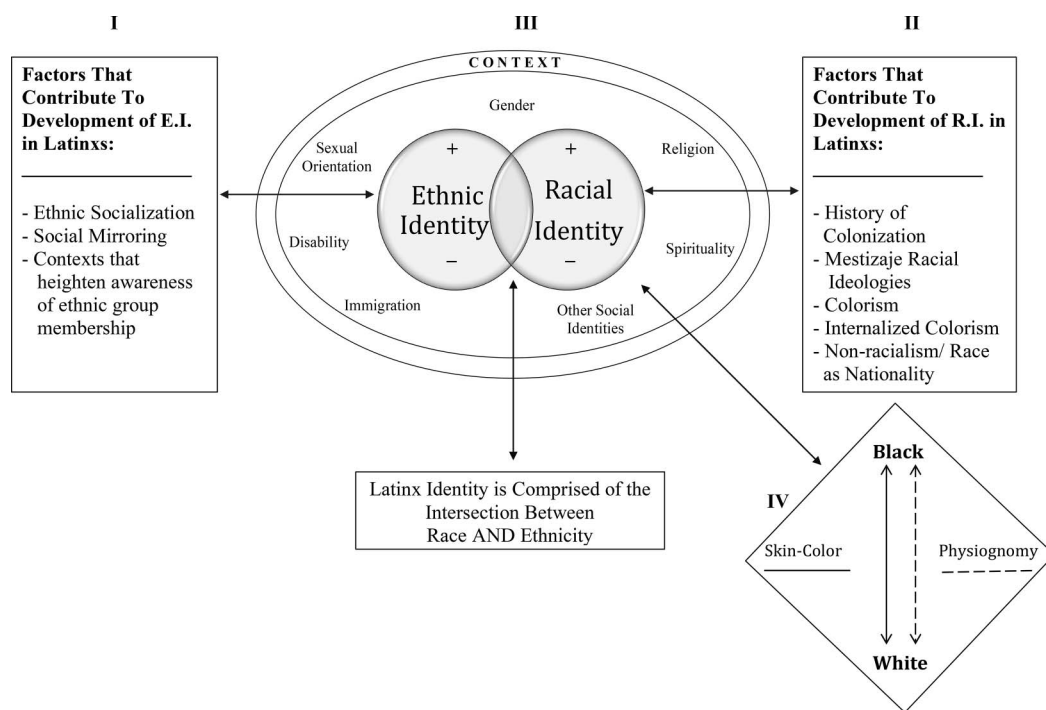 I
Factors That
Contribute To
Development of E.I.
in Latinxs:
- Ethnic Socialization
- Social Mirroring
- Contexts that
heighten awareness
of ethnic group
membership
III
CONTEXT
Gender
Sexual
Orientation
Religion
Disability
Spirituality
Immigration
Other Social
Identities
+
Ethnic
Identity
–
+
Racial
Identity
–
Latinx Identity is Comprised of the
Intersection Between
Race AND Ethnicity
II
Factors That
Contribute To
Development of R.I. in
Latinxs:
- History of
Colonization
- Mestizaje Racial
Ideologies
- Colorism
- Internalized Colorism
- Non-racialism/ Race
as Nationality
IV
Black
Skin-Color
Physiognomy
White